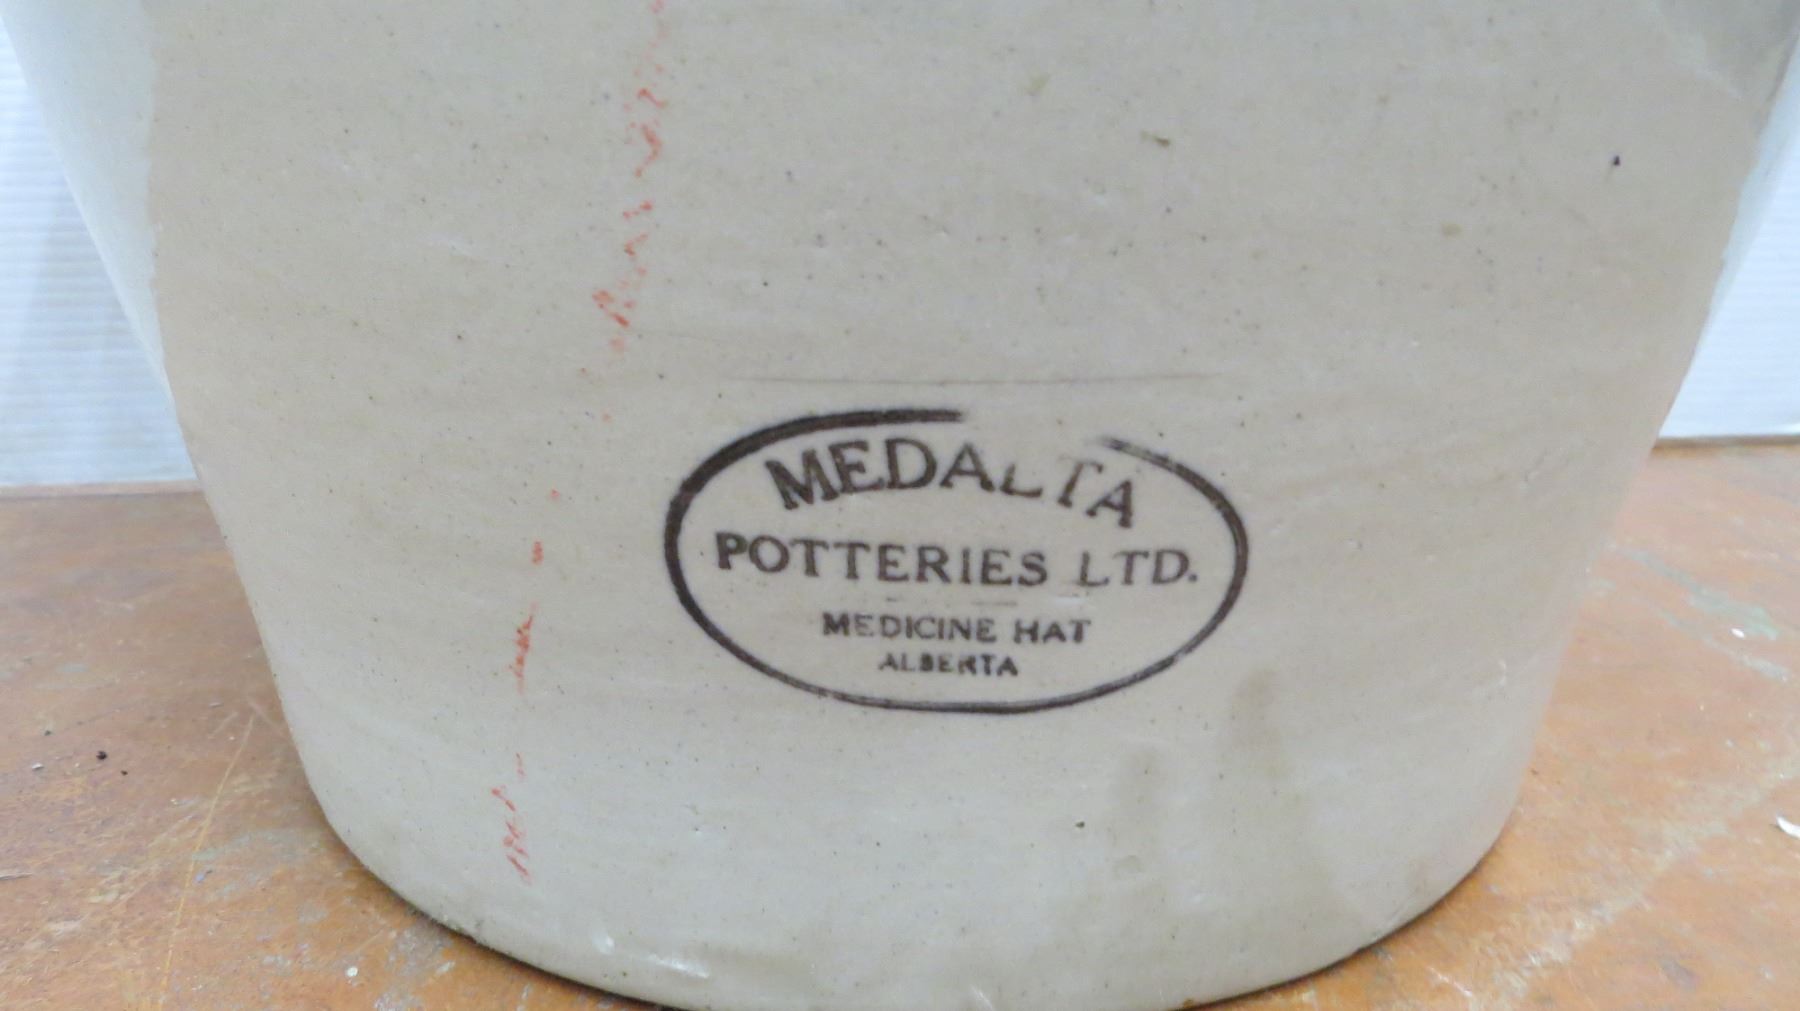 MEDALTA
POTTERIES LTD.
MEDICINE HAT
ALBERTA